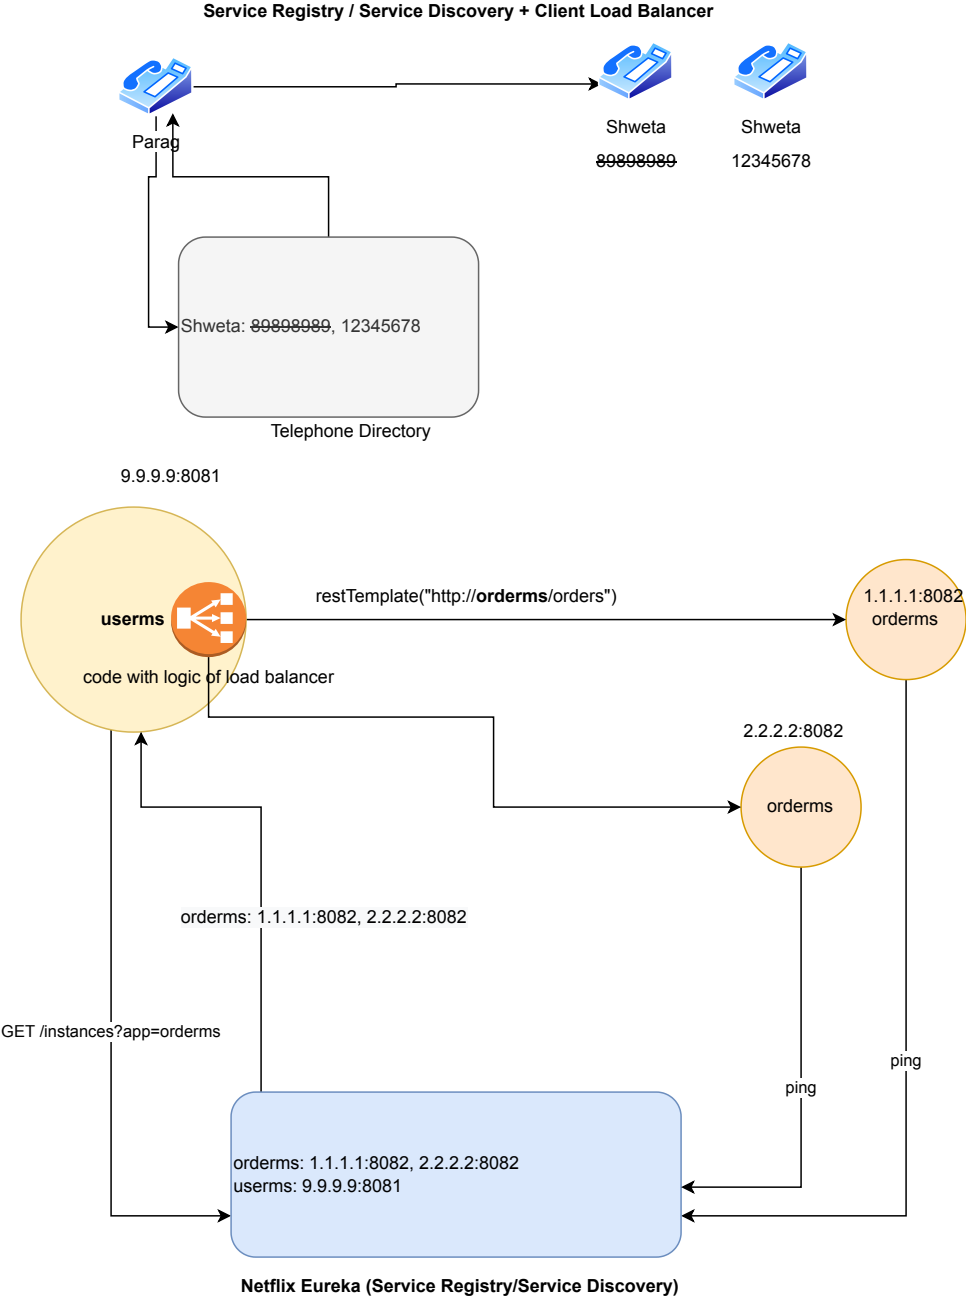 Service Registry / Service Discovery + Client Load Balancer
Parag
Shweta
Shweta
89898989
12345678
Shweta: 89898989, 12345678
Telephone Directory
9.9.9.9:8081
restTemplate("http://orderms/orders")
1.1.1.1:8082
orderms
userms
code with logic of load balancer
2.2.2.2:8082
orderms
orderms: 1.1.1.1:8082, 2.2.2.2:8082
GET /instances?app=orderms
ping
ping
orderms: 1.1.1.1:8082, 2.2.2.2:8082
userms: 9.9.9.9:8081
Netflix Eureka (Service Registry/Service Discovery)